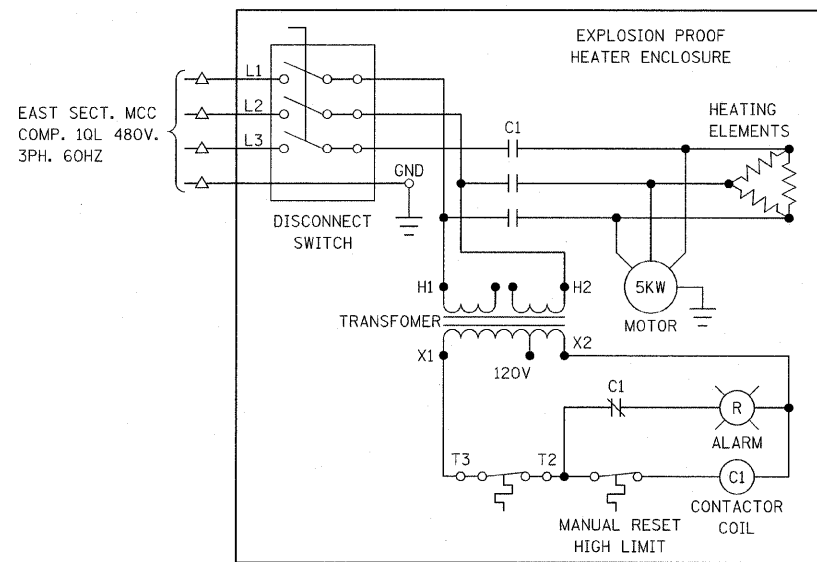 EXPLOSION PROOF
HEATER ENCLOSURE
L1
L2
L3
EAST SECT. MCC
COMP. 1QL 480V.
3PH. 60HZ
GND
DISCONNECT
SWITCH
C1
HEATING
ELEMENTS
H1
H2
5KW
MOTOR
TRANSFOMER
X1
X2
120V
C1
R
ALARM
T3
T2
C1
CONTACTOR
COIL
MANUAL RESET
HIGH LIMIT